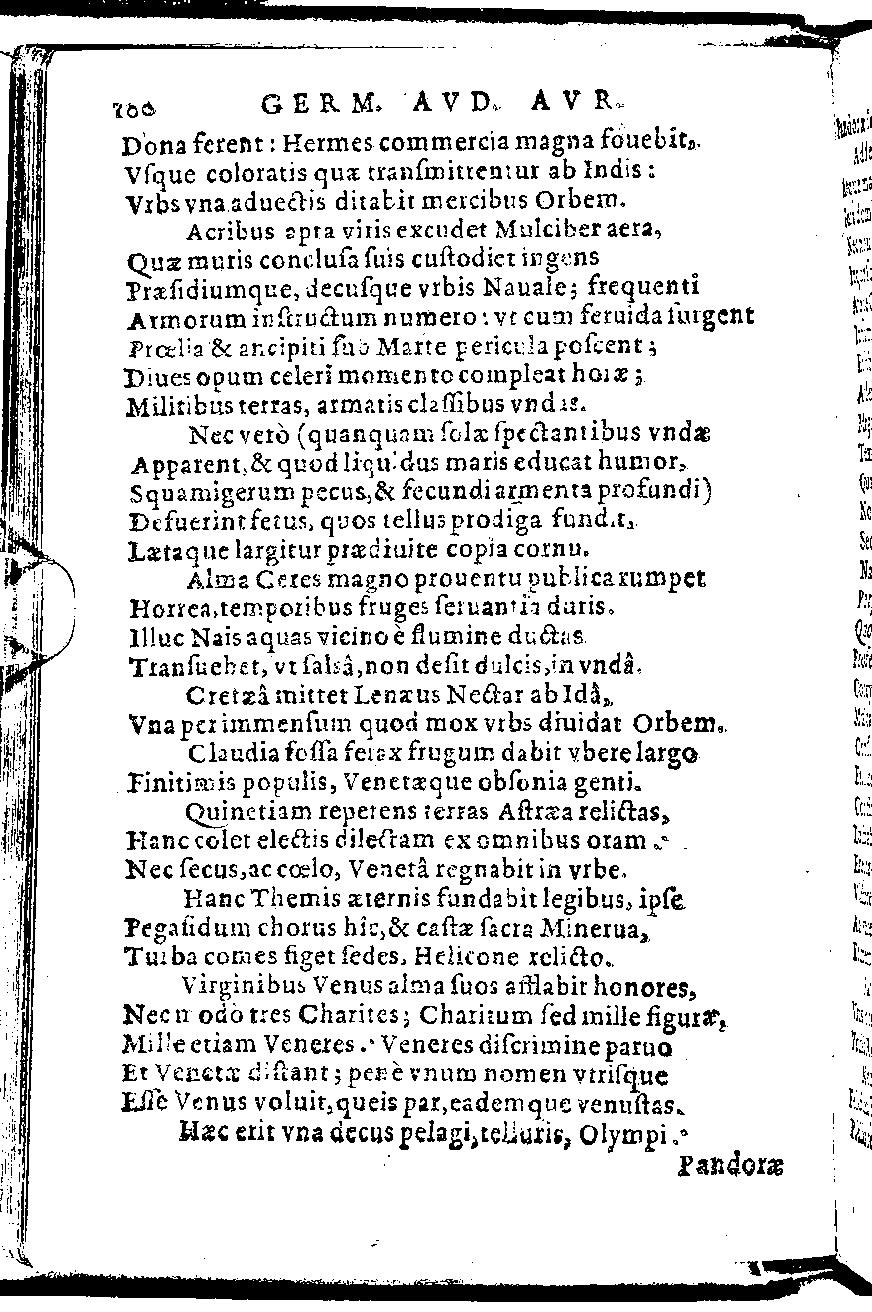 100 GERM. AVD. AVR.
Dona ferent : Hermes commercia magna fouebit,
Vſque coloratis quæ tranſmittentur ab Indis :
Vrbs vna aduectis ditabit mercibus Orbem.
Acribus apta viris excudet Mulciber aera,
Quæ muris concluſa ſuis cuſtodiet ingens
Præſidiumque, decuſque vrbis Nauale; frequenti
Armorum inſtructum numero : vt cum feruida ſurgent
Prœlia & ancipiti ſub Marte pericula poſcent ;
Diues opum celeri momento compleat horæ ;
Militibus terras, armatis claſſibus vndas.
Nec verò (quanquam ſolæ ſpectantibus vndæ
Apparent, & quod liquidus maris educat humor,
Squamigerum pecus, & fecundi armenta profundi)
Defuerint fetus, quos tellus prodiga fundit,
Lætaque largitur prædiuite copia cornu.
Alma Ceres magno prouentu publica rumpet
Horrea, temporibus fruges ſeruantia duris.
Illuc Nais aquas vicino è flumine ductas
Tranſuehet, vt ſalsâ, non deſit dulcis, in vndâ.
Cretæâ mittet Lenæus Nectar ab Idâ,
Vna per immenſum quod mox vrbs diuidat Orbem.
Claudia foſſa ferax frugum dabit vbere largo
Finitimis populis, Venetæque obſonia genti.
Quinetiam repetens terras Aſtræa relictas,
Hanc colet electis dilectam ex omnibus oram.
Nec ſecus, ac cœlo, Venetâ regnabit in vrbe.
Hanc Themis æternis fundabit legibus, ipſe
Pegaſidum chorus hîc, & caſtæ ſacra Minerua,
Turba comes figet ſedes, Helicone relicto.
Virginibus Venus alma ſuos afflabit honores,
Nec modò tres Charites ; Charitum ſed mille figuræ,
Mille etiam Veneres. Veneres diſcrimine paruo
Et Venetæ diſtant ; penè vnum nomen vtriſque
Eſſe Venus voluit, queis par, eademque venuſtas.
Hæc erit vna decus pelagi, telluris, Olympi.
Pandoræ